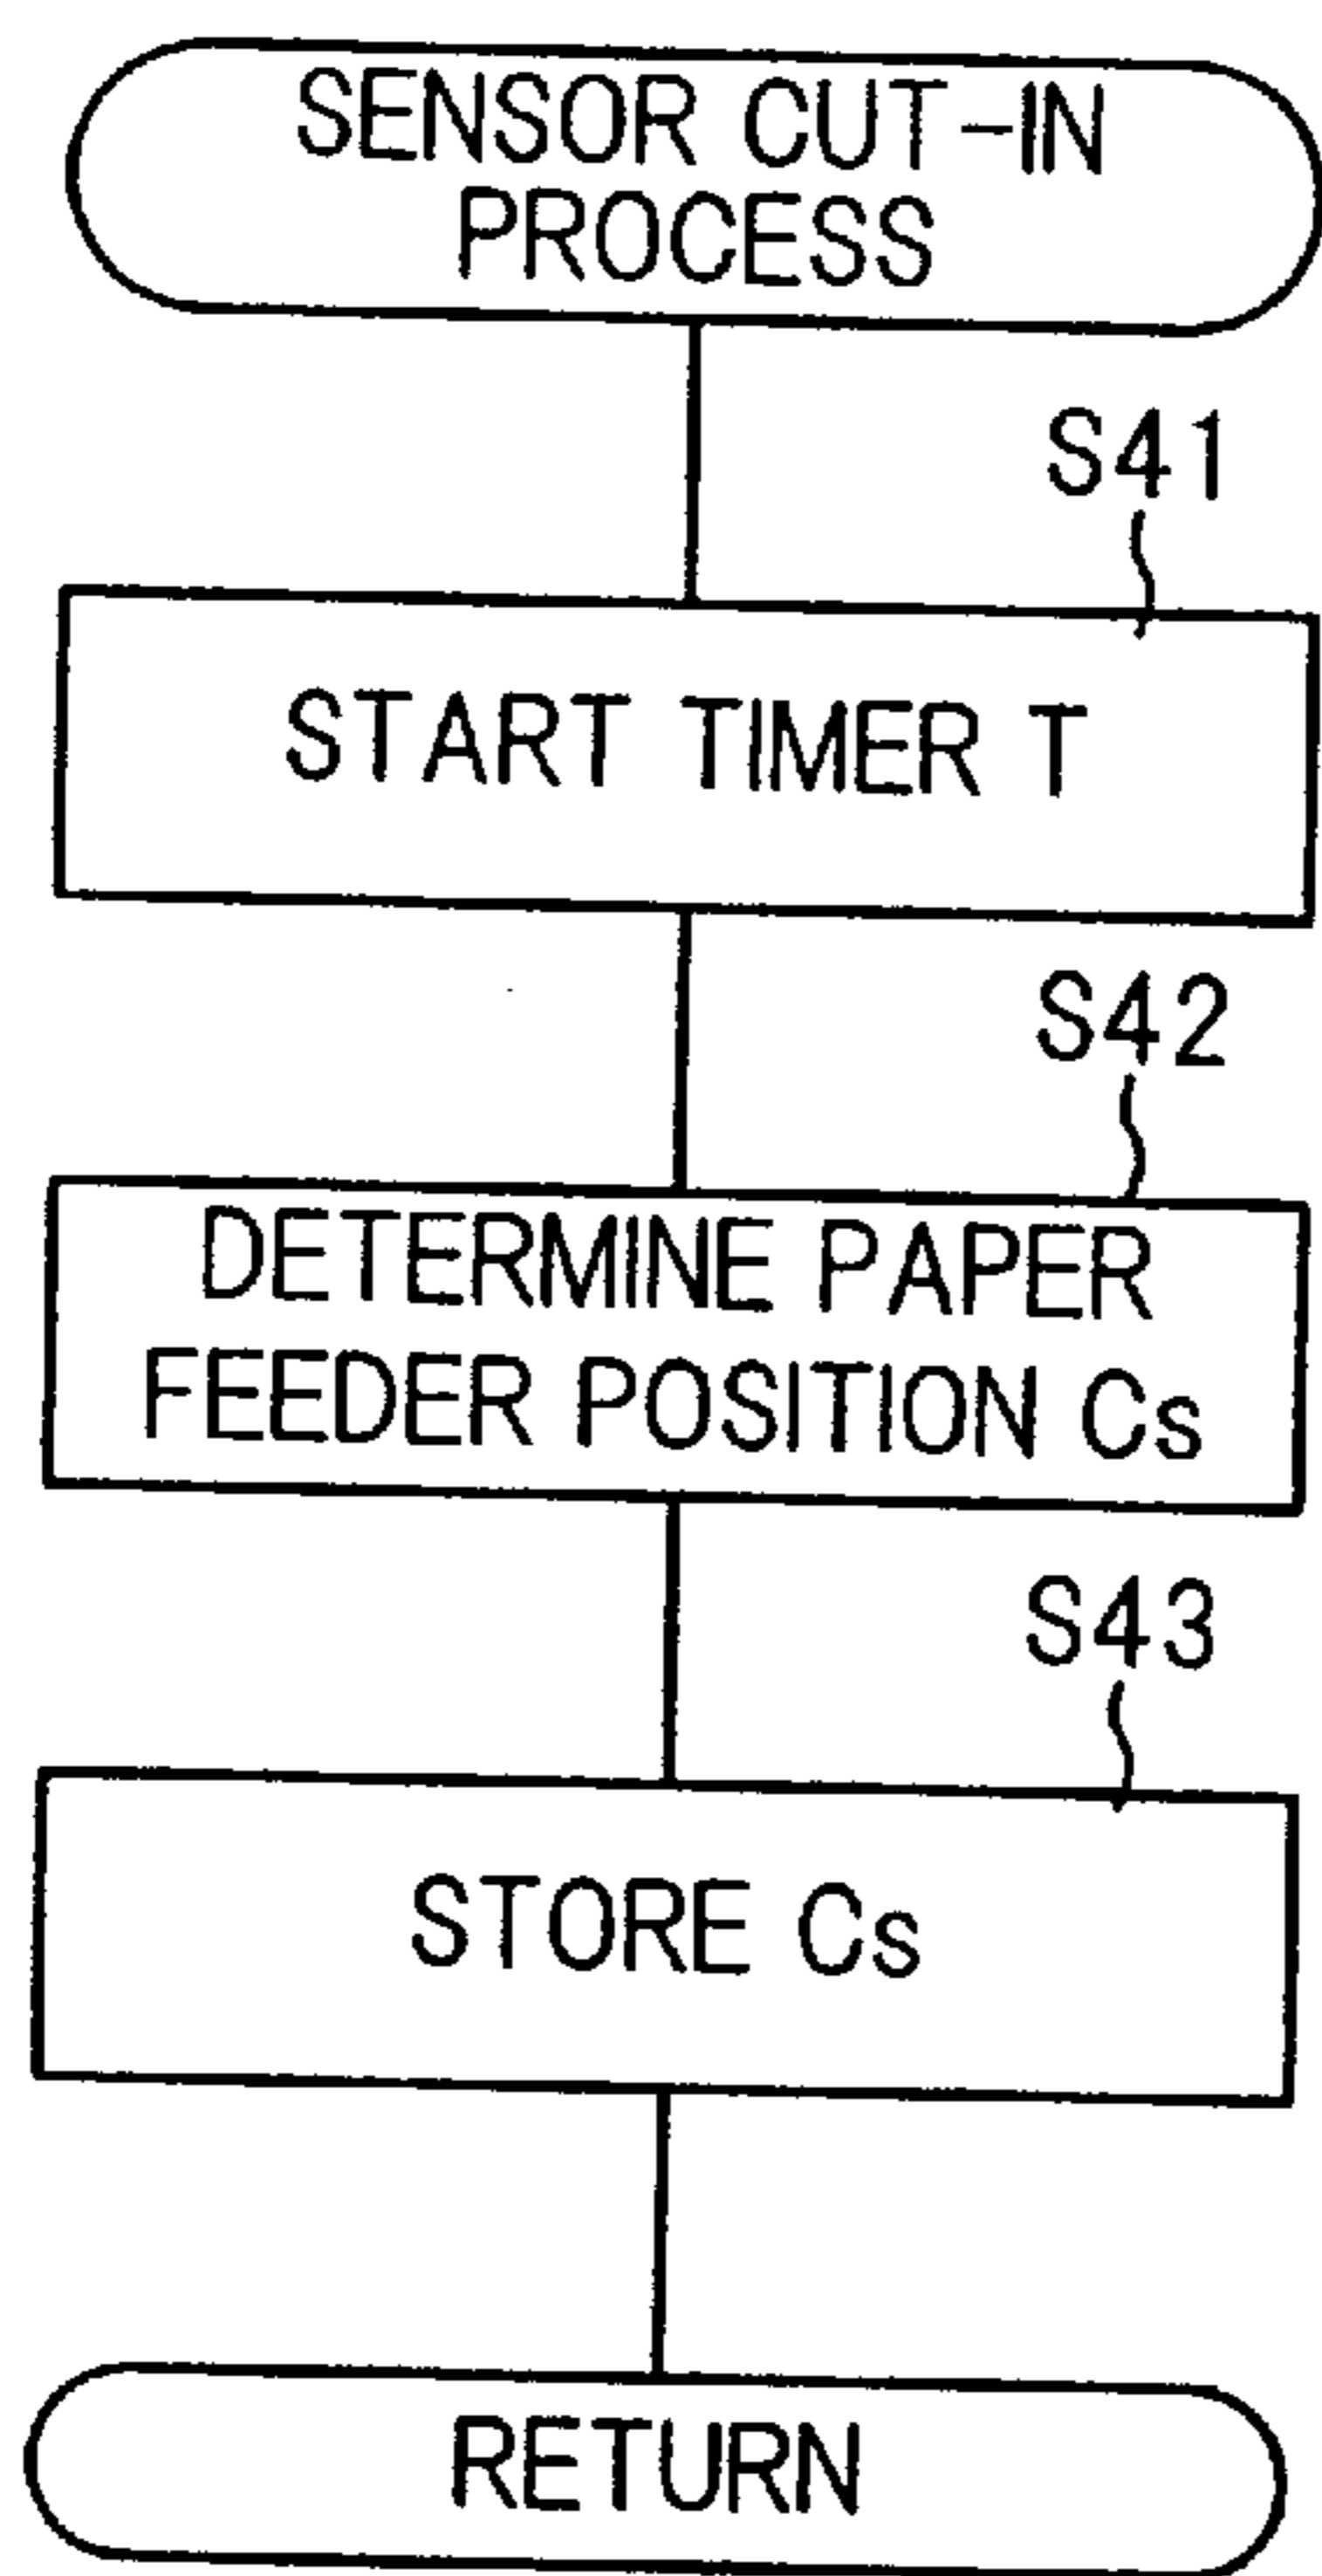 SENSOR CUT-IN
PROCESS
S41
START TIMER T
S42
DETERMINE PAPER
FEEDER POSITION Cs
S43
STORE Cs
RETURN